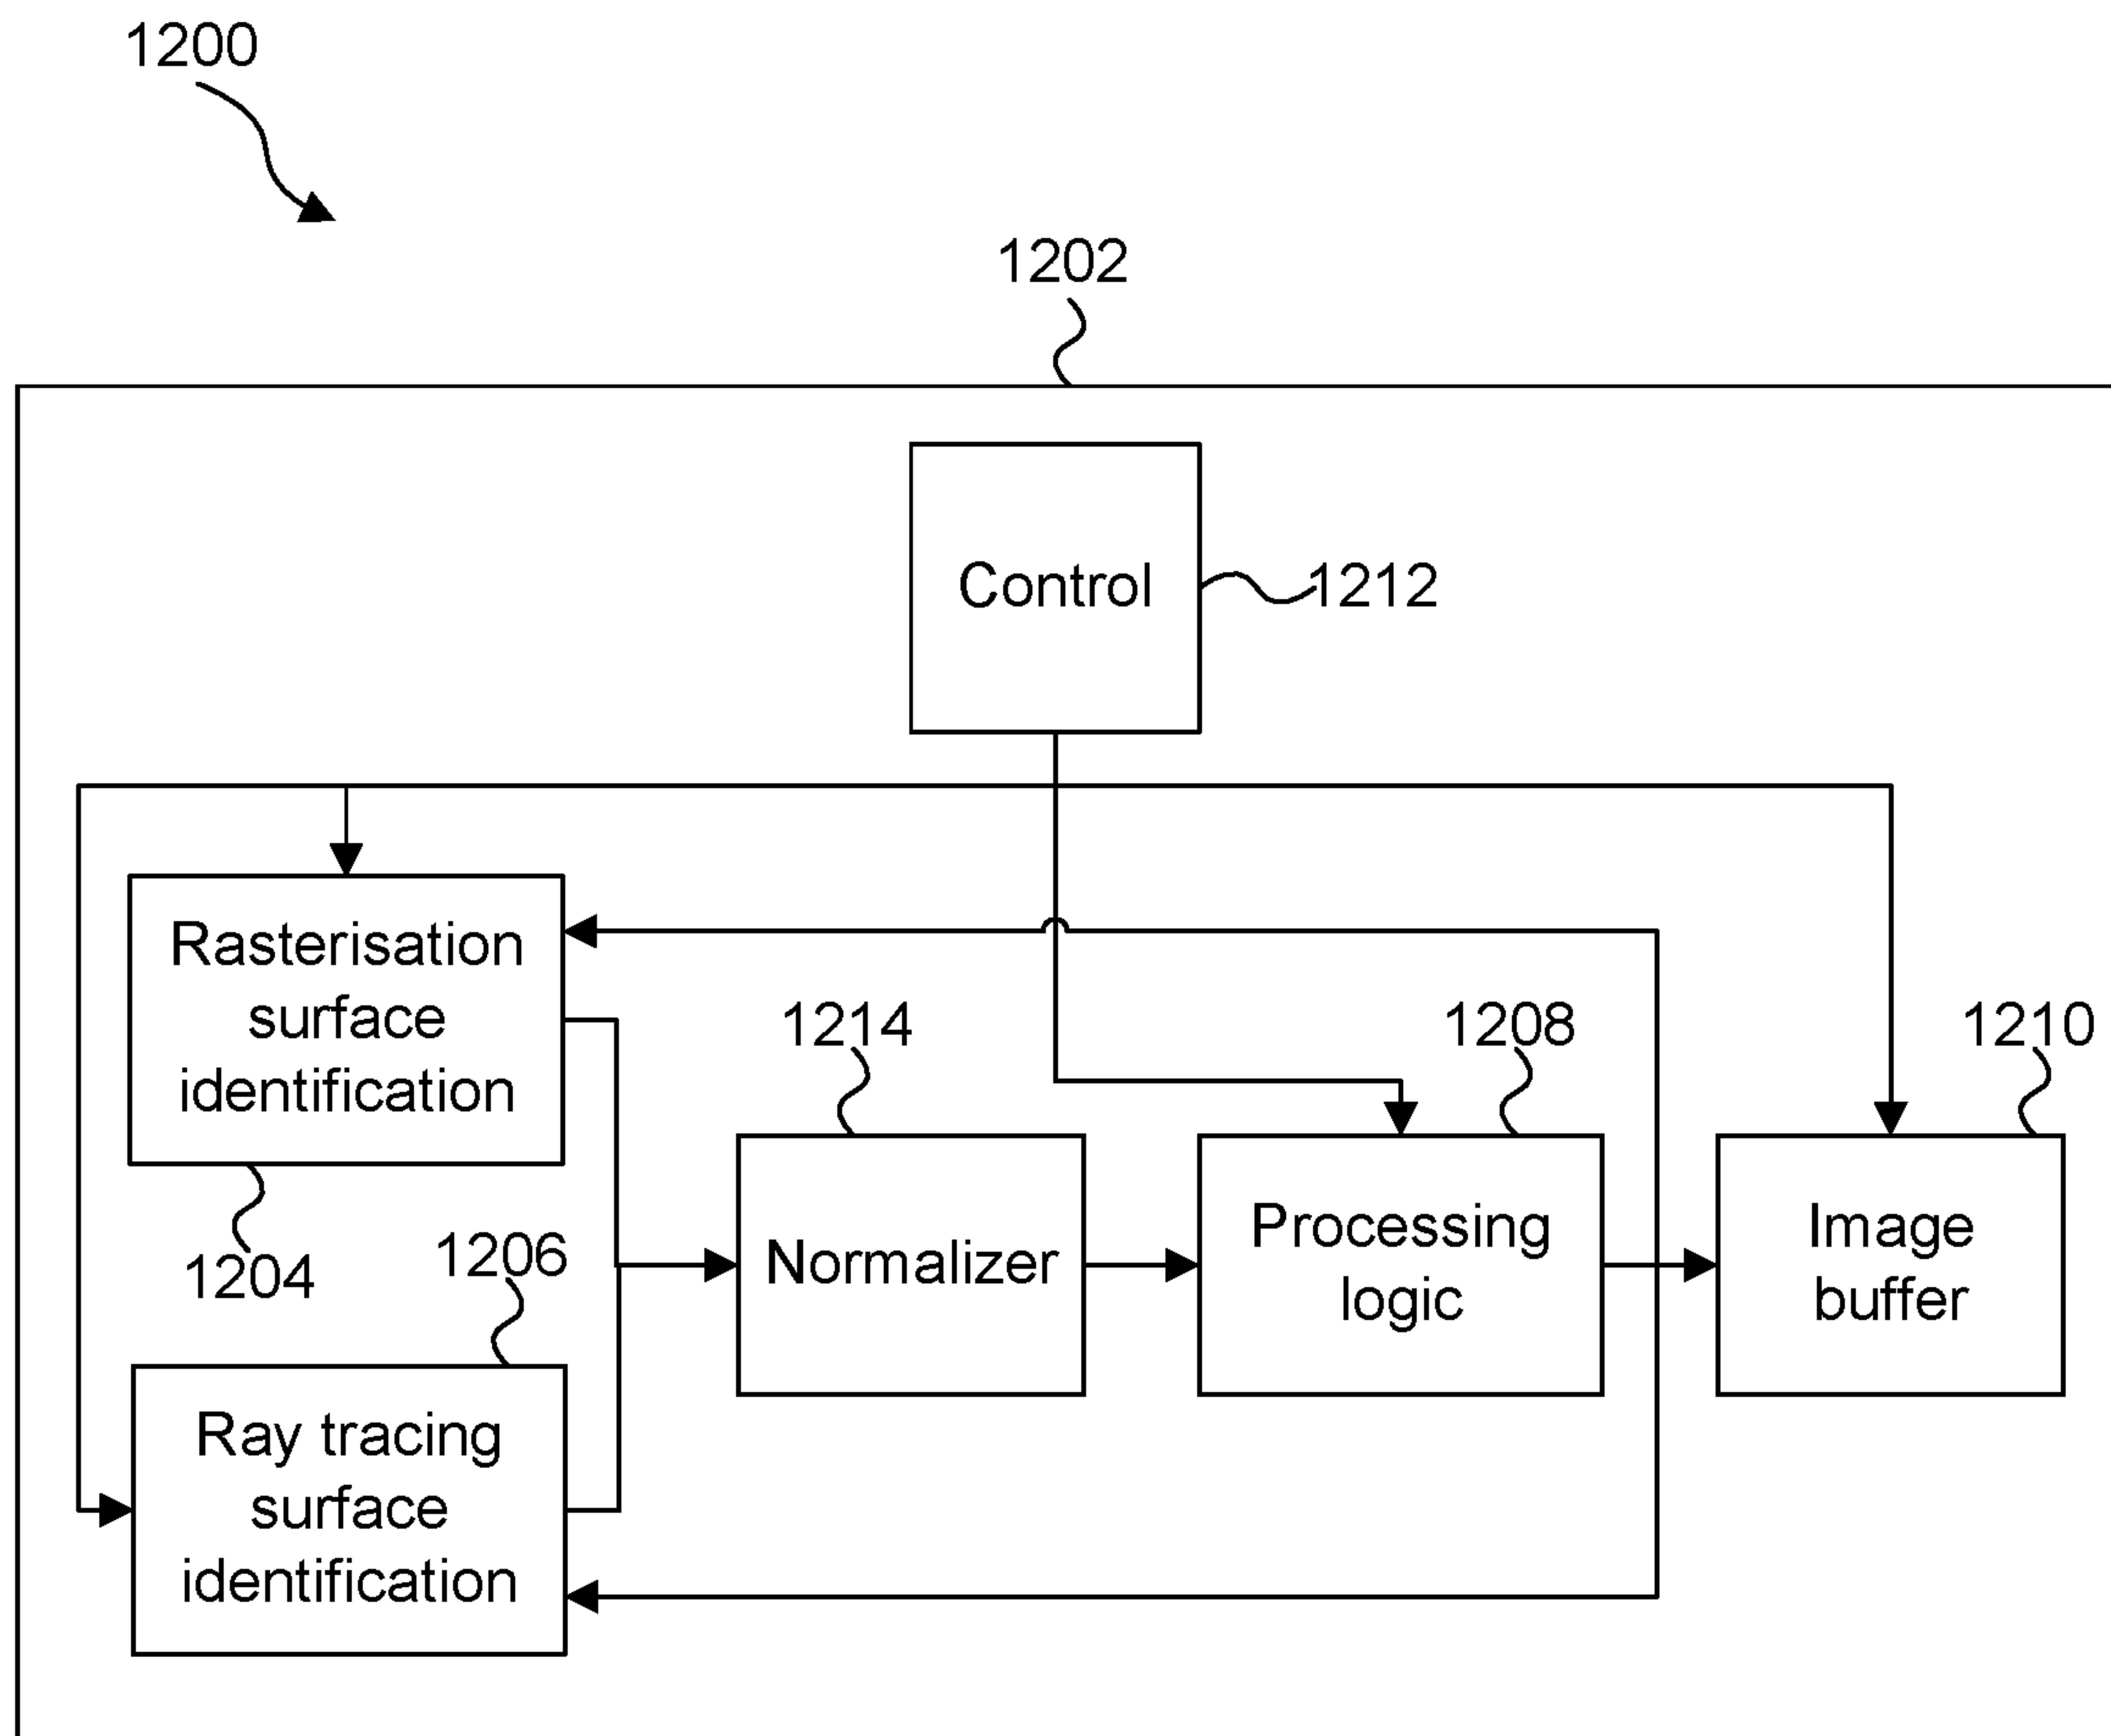 1200
1202
Control
1212
Rasterisation
surface
identification
1204
1214
1208
1210
Normalizer
Processing
logic
Image
buffer
1206
Ray tracing
surface
identification